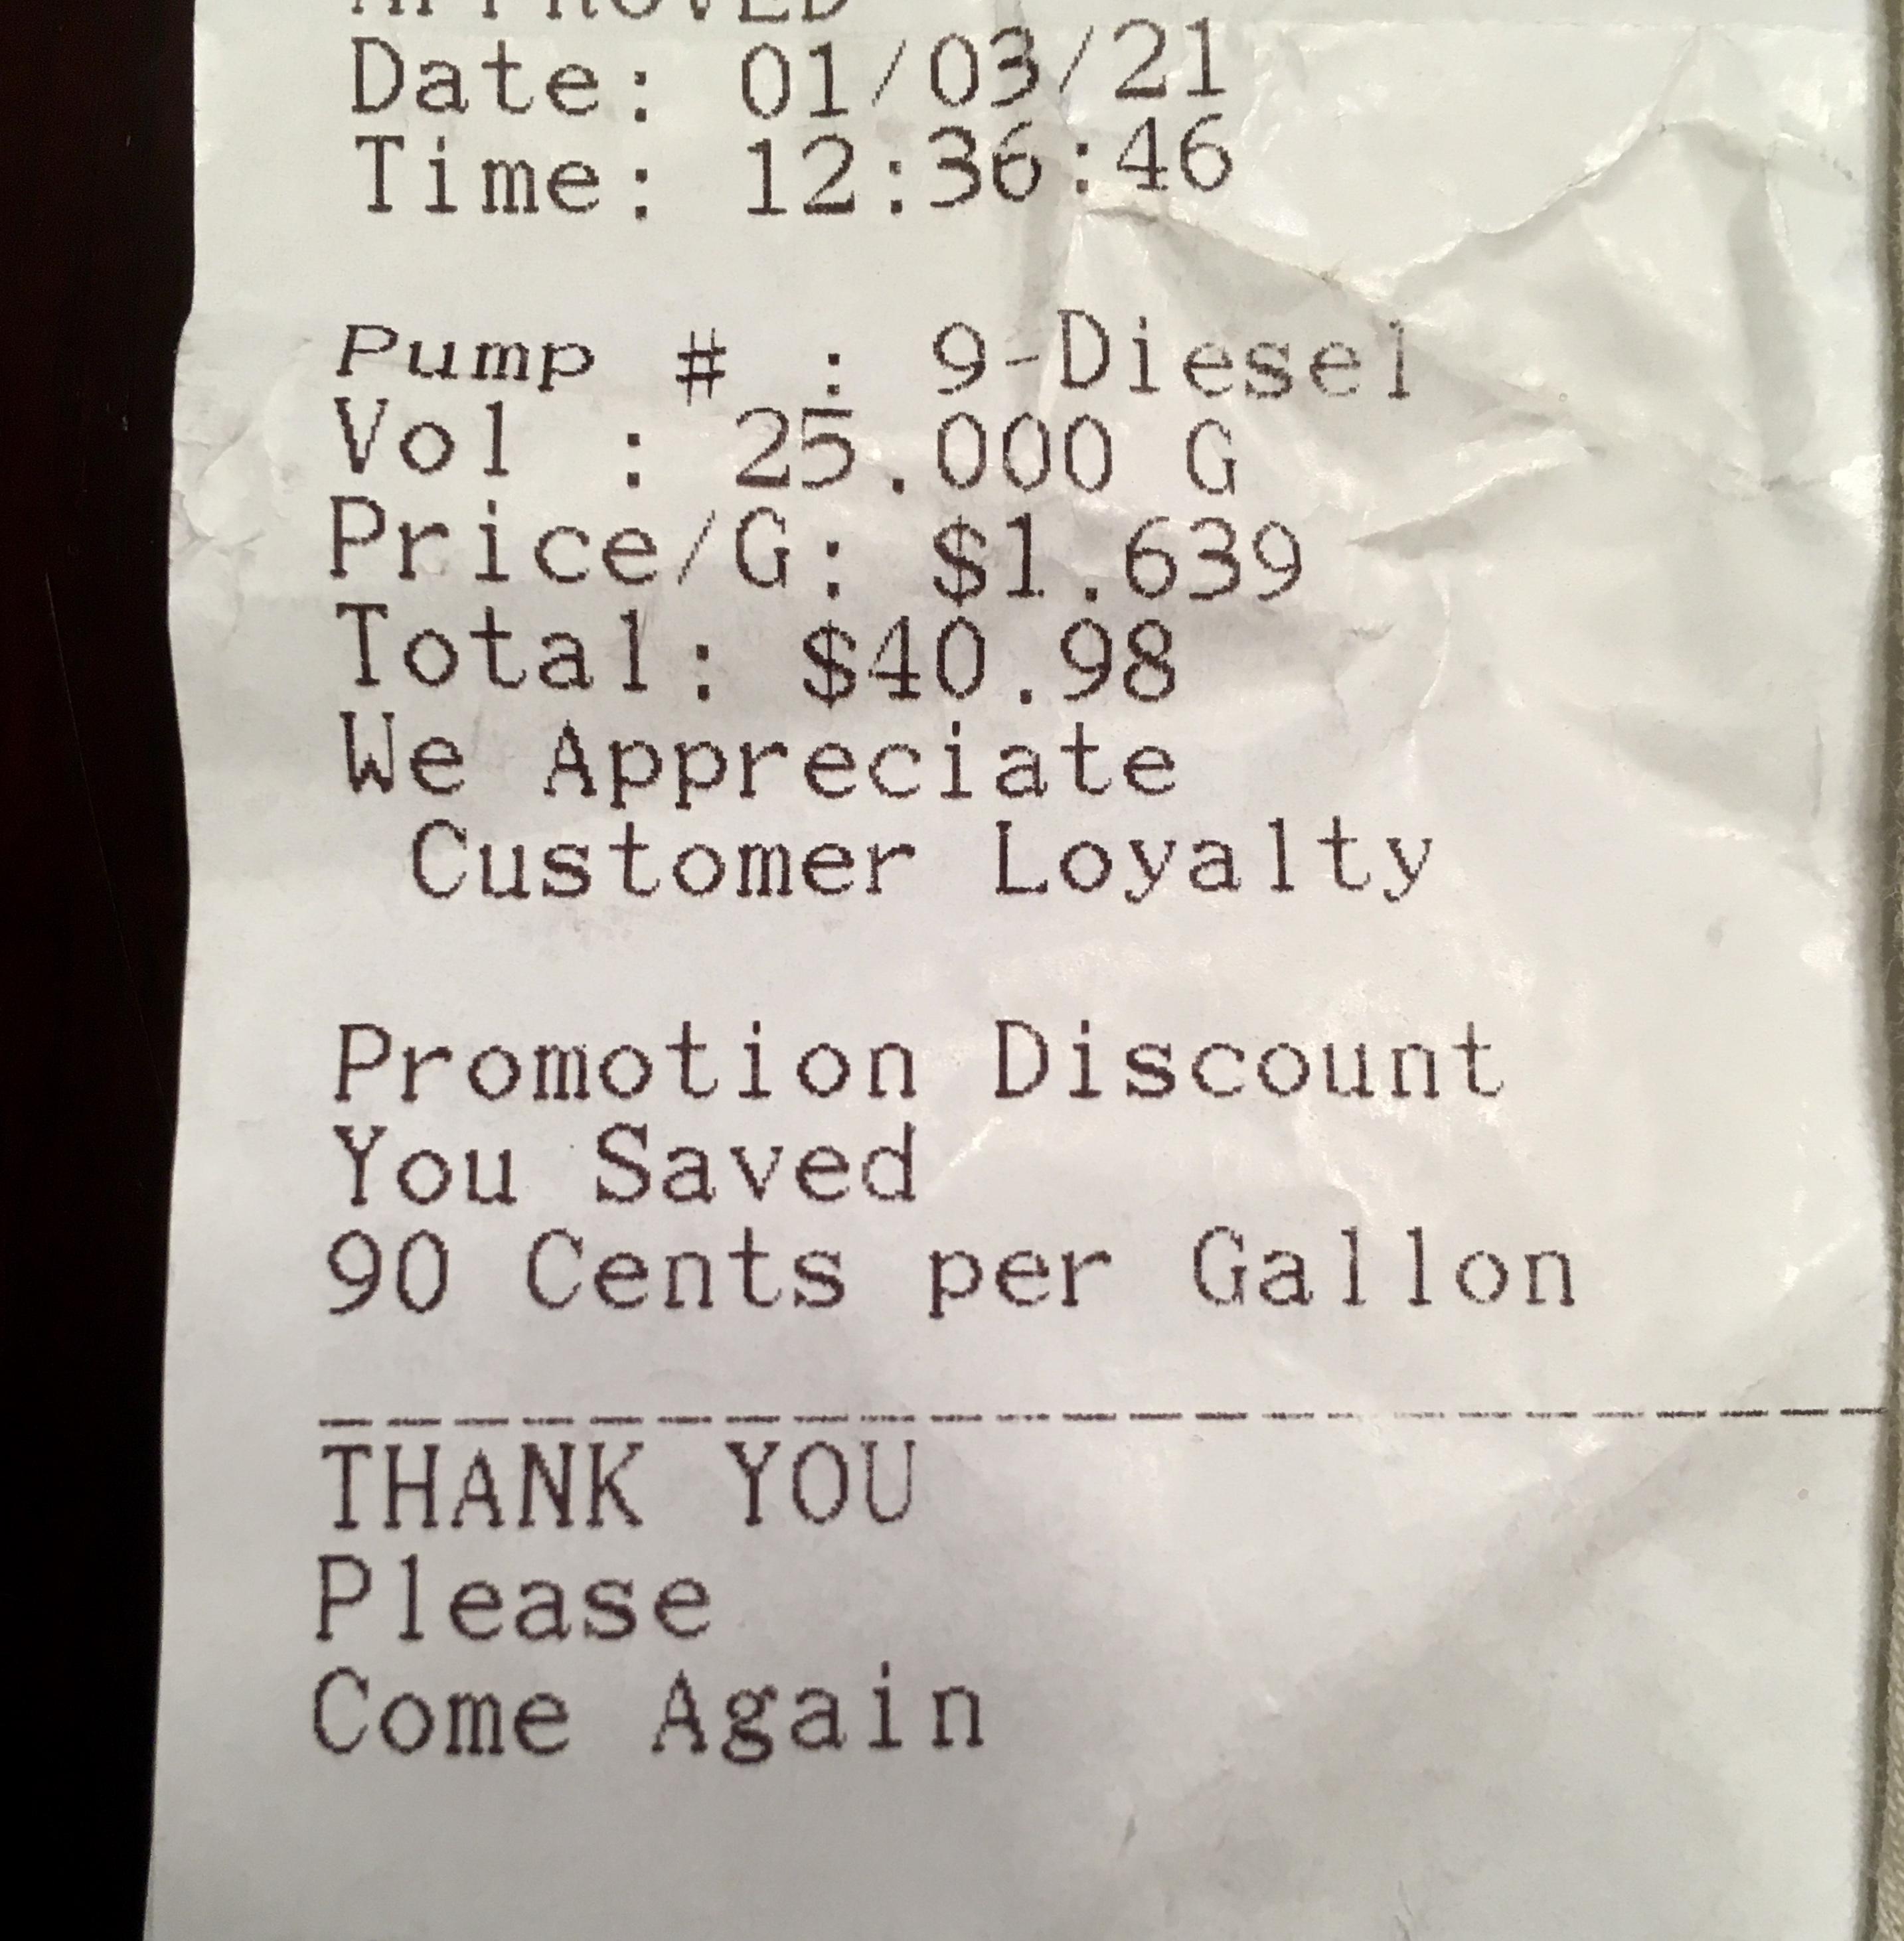 APPROVED
Date: 01/03/21
Time: 12:36:46
Pump # : 9-Diesel
Vol : 25.000 G
Price/G: $1.639
Total: $40.98
We Appreciate
Customer Loyalty
Promotion Discount
You Saved
90 Cents per Gallon
------------------------
THANK YOU
Please
Come Again